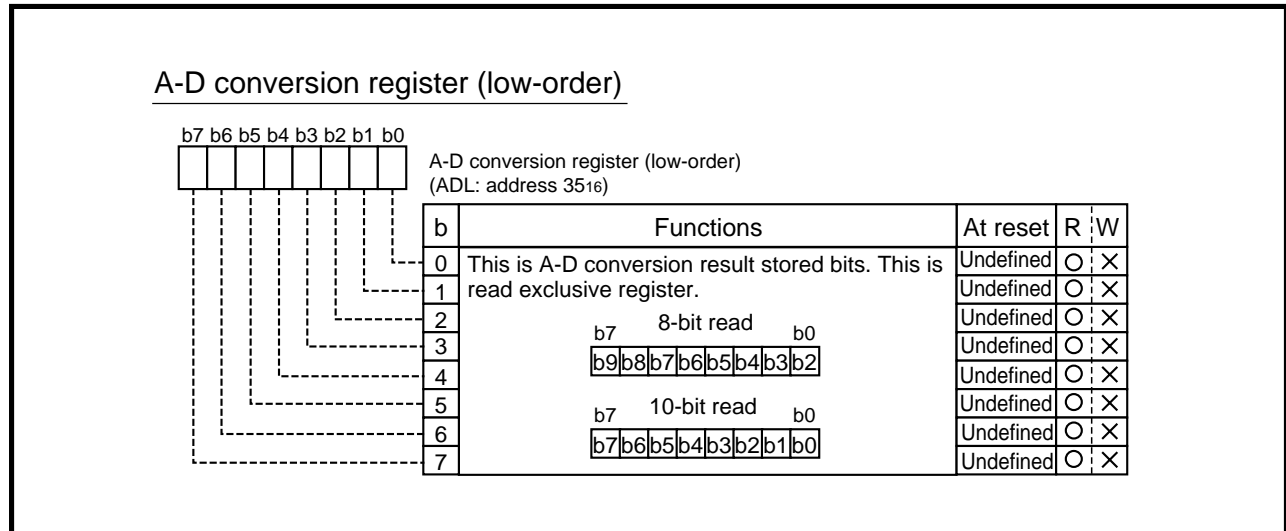 A-D conversion register (low-order)
b7 b6 b5 b4 b3 b2 b1 b0
A-D conversion register (low-order)
(ADL: address 3516)
b Functions At reset R W
0 This is A-D conversion result stored bits. This is Undefined O X
1 read exclusive register. Undefined O X
2 8-bit read Undefined O X
b7 b0
3 Undefined O X
b9 b8 b7 b6 b5 b4 b3 b2
4 Undefined O X
5 10-bit read Undefined O X
b7 b0
6 Undefined O X
b7 b6 b5 b4 b3 b2 b1 b0
7 Undefined O X